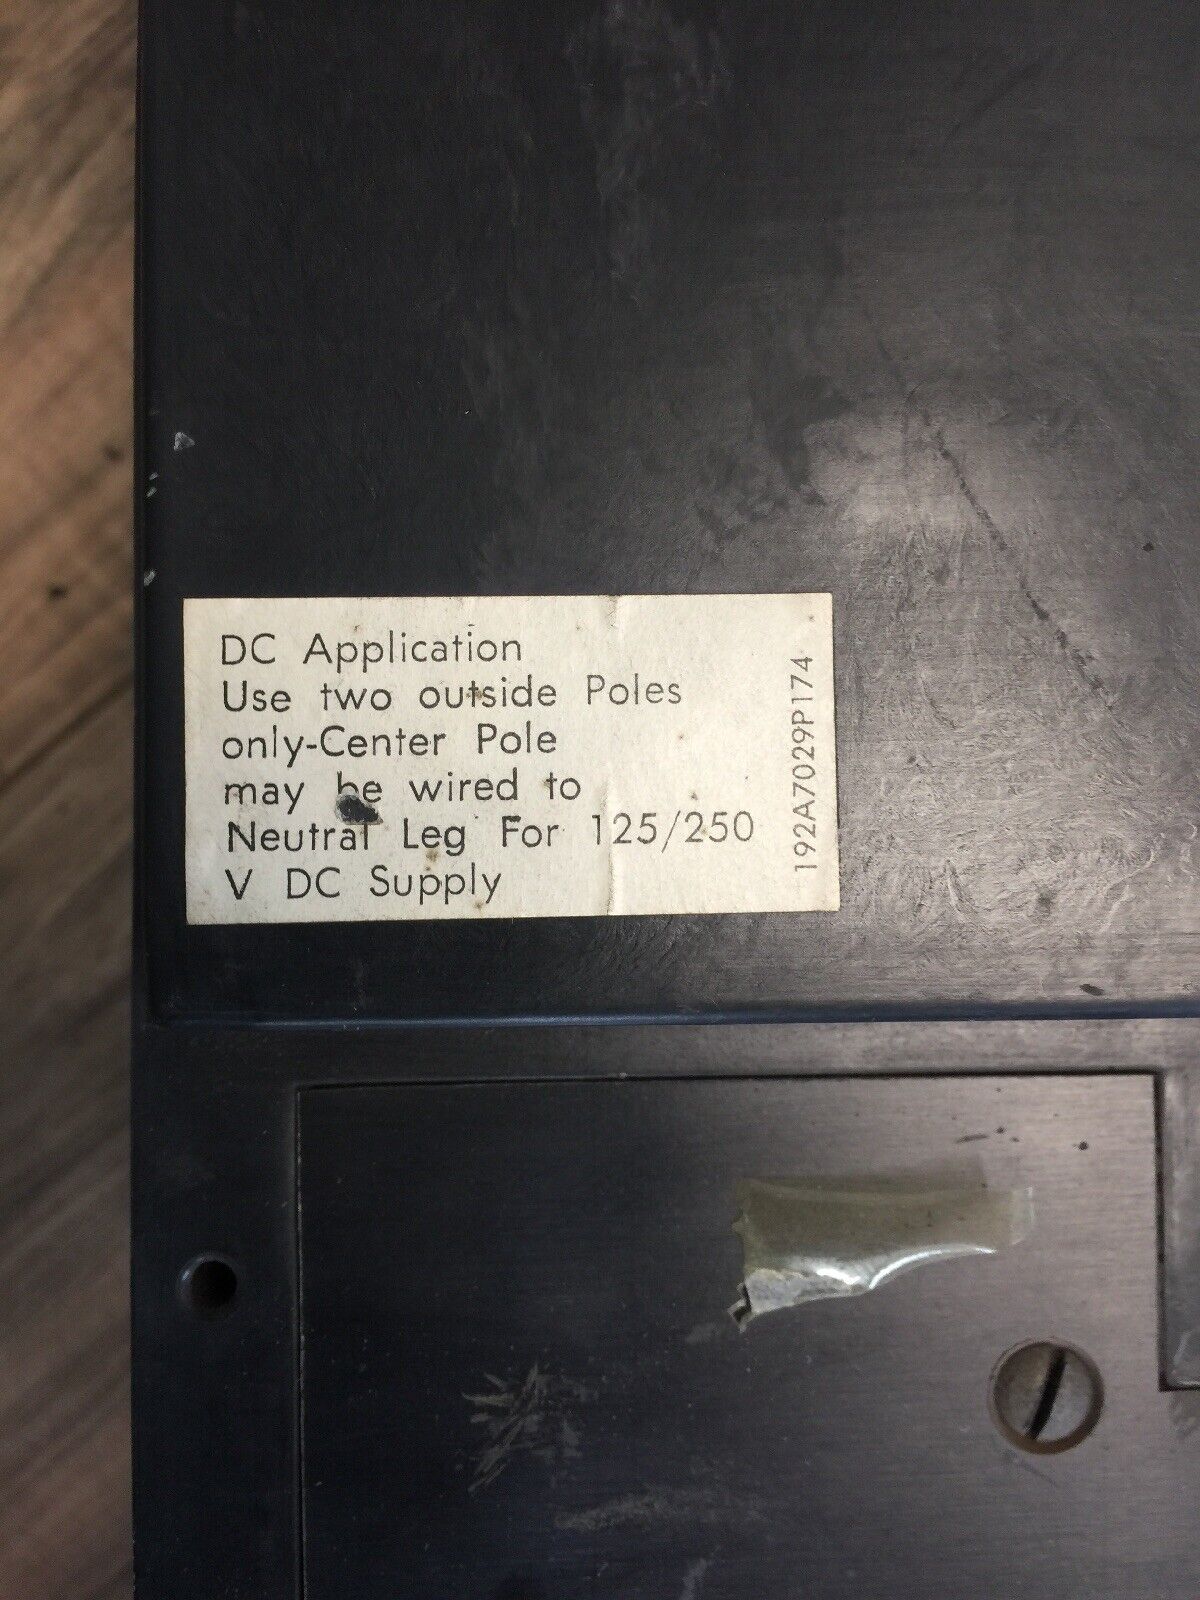 DC Application
Use two outside Poles
only-Center Pole
may be wired to
Neutral Leg For 125/250
V DC Supply
192A7029P174